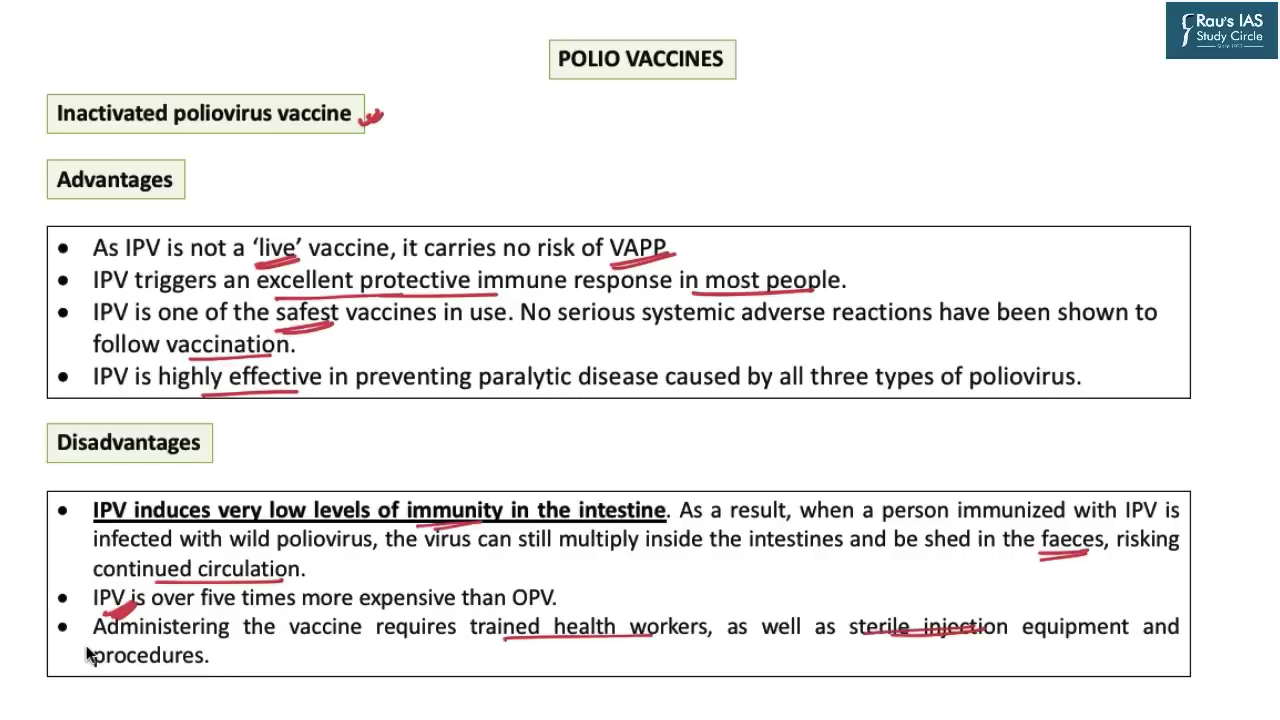 Rau's IAS
Study Circle
Since 1953
POLIO VACCINES
Inactivated poliovirus vaccine
Advantages
• As IPV is not a ‘live’ vaccine, it carries no risk of VAPP.
• IPV triggers an excellent protective immune response in most people.
• IPV is one of the safest vaccines in use. No serious systemic adverse reactions have been shown to
follow vaccination.
• IPV is highly effective in preventing paralytic disease caused by all three types of poliovirus.
Disadvantages
• IPV induces very low levels of immunity in the intestine. As a result, when a person immunized with IPV is
infected with wild poliovirus, the virus can still multiply inside the intestines and be shed in the faeces, risking
continued circulation.
• IPV is over five times more expensive than OPV.
• Administering the vaccine requires trained health workers, as well as sterile injection equipment and
procedures.